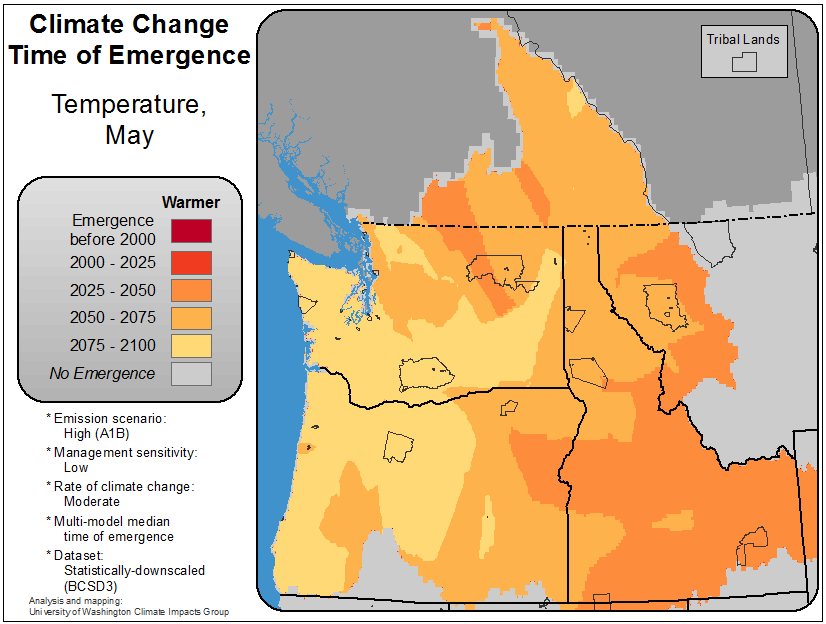 Climate Change
Time of Emergence
Temperature,
May
Warmer
Emergence
before 2000
2000 - 2025
2025 - 2050
2050 - 2075
2075 - 2100
No Emergence
* Emission scenario:
High (A1B)
* Management sensitivity:
Low
* Rate of climate change:
Moderate
* Multi-model median
time of emergence
* Dataset:
Statistically-downscaled
(BCSD3)
Analysis and mapping:
University of Washington Climate Impacts Group
Tribal Lands